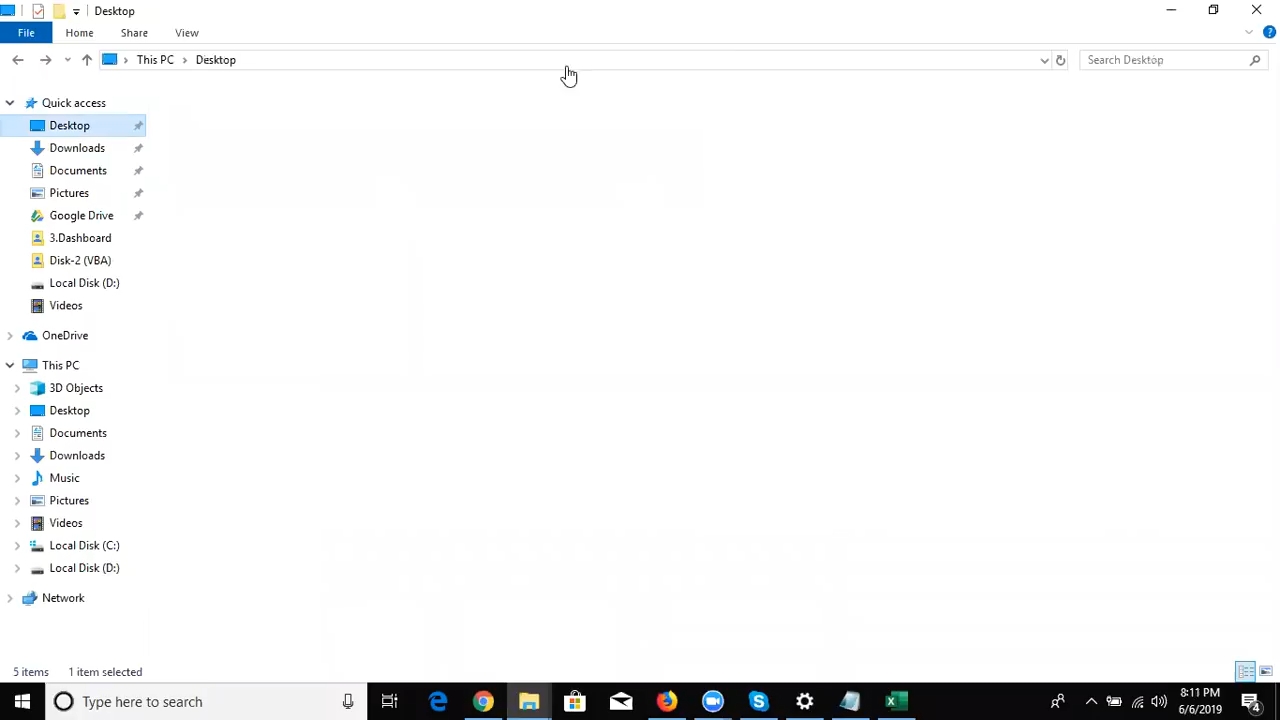 Desktop
File Home Share View
This PC Desktop Search Desktop
Quick access
Desktop
Downloads
Documents
Pictures
Google Drive
3.Dashboard
Disk-2 (VBA)
Local Disk (D:)
Videos
OneDrive
This PC
3D Objects
Desktop
Documents
Downloads
Music
Pictures
Videos
Local Disk (C:)
Local Disk (D:)
Network
5 items 1 item selected
Type here to search
8:11 PM
6/6/2019
4